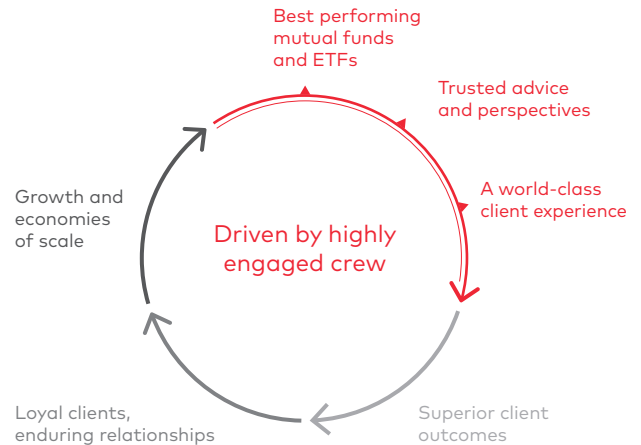 Best performing
mutual funds
and ETFs
Trusted advice
and perspectives
A world-class
client experience
Growth and
economies
of scale
Driven by highly
engaged crew
Loyal clients,
enduring relationships
Superior client
outcomes